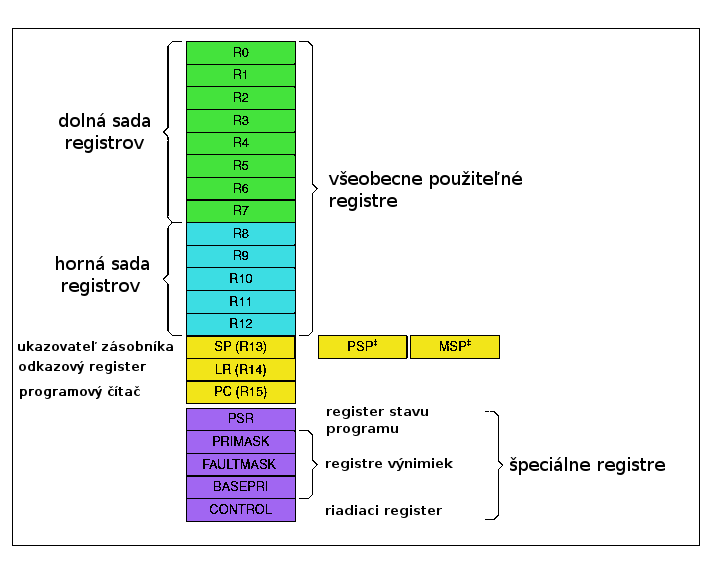 dolná sada
registrov
R0
R1
R2
R3
R4
R5
R6
R7
všeobecne použiteľné
registre
horná sada
registrov
R8
R9
R10
R11
R12
ukazovateľ zásobníka
SP (R13)
PSP‡
MSP‡
odkazový register
LR (R14)
programový čítač
PC (R15)
PSR
register stavu
programu
PRIMASK
FAULTMASK
BASEPRI
registre výnimiek
špeciálne registre
CONTROL
riadiaci register